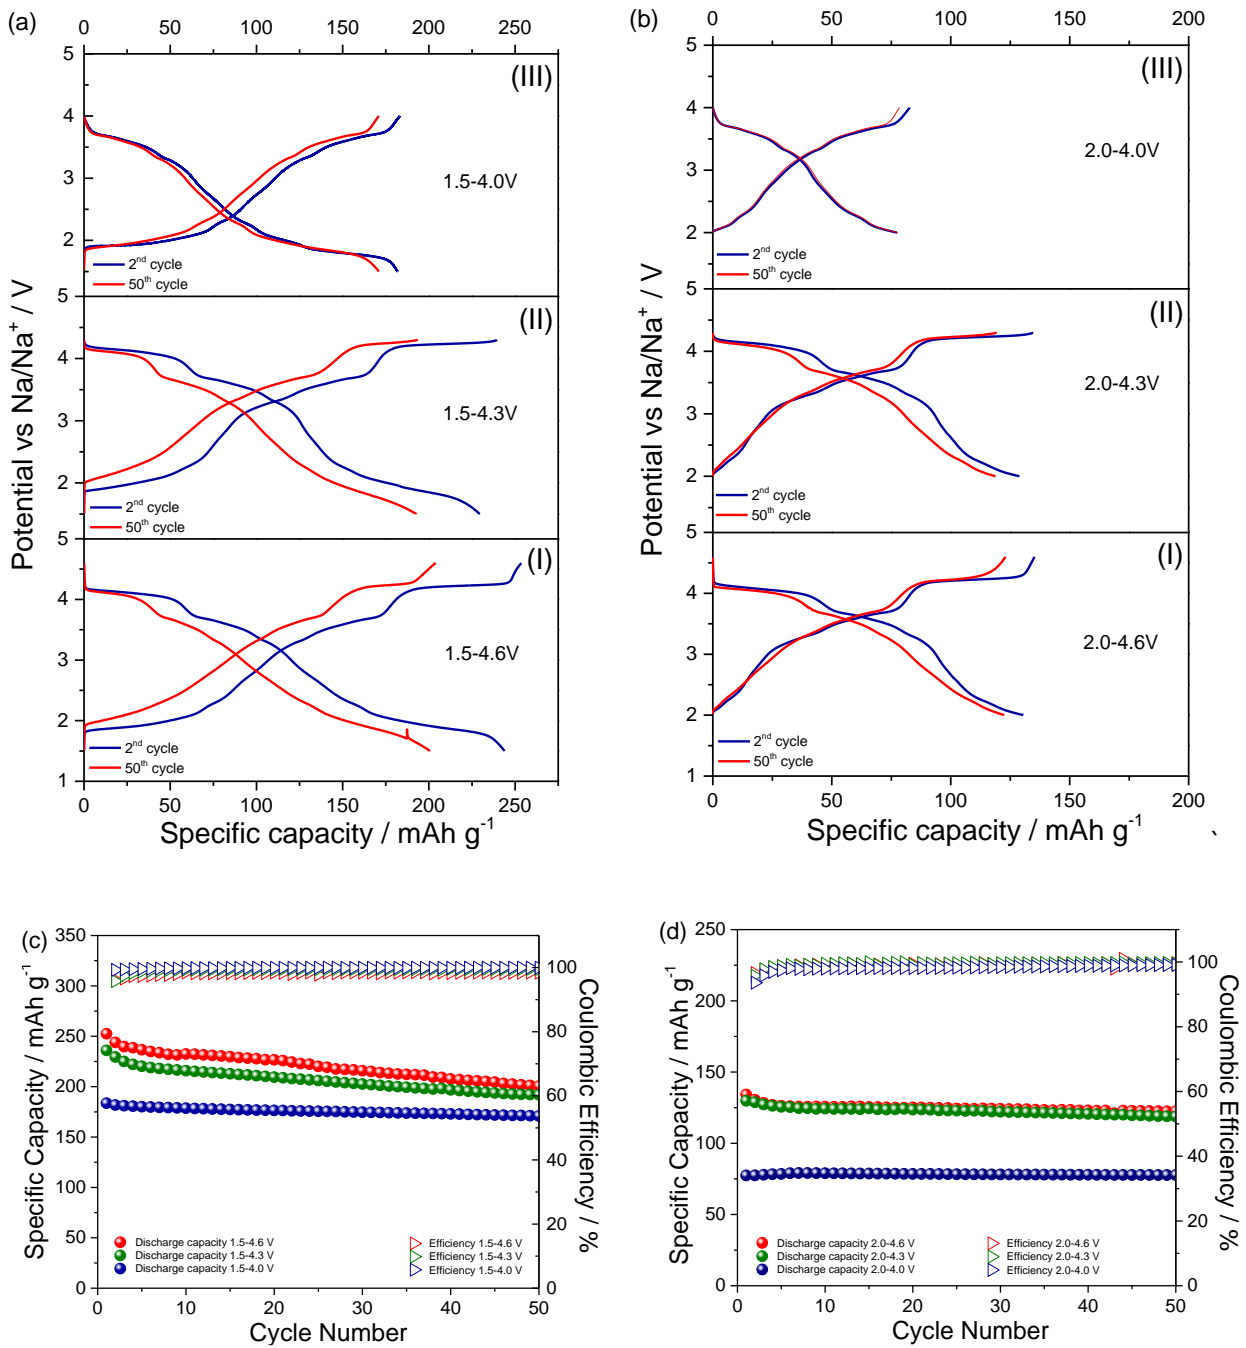 (a)
0 50 100 150 200 250
5
4
3
2
5
4
3
2
5
4
3
2
1
Potential vs Na/Na⁺ / V
(III)
1.5-4.0V
2ⁿᵈ cycle
50ᵗʰ cycle
(II)
1.5-4.3V
2ⁿᵈ cycle
50ᵗʰ cycle
(I)
1.5-4.6V
2ⁿᵈ cycle
50ᵗʰ cycle
0 50 100 150 200 250
Specific capacity / mAh g⁻¹
(b)
0 50 100 150 200
5
4
3
2
5
4
3
2
5
4
3
2
1
Potential vs Na/Na⁺ / V
(III)
2.0-4.0V
2ⁿᵈ cycle
50ᵗʰ cycle
(II)
2.0-4.3V
2ⁿᵈ cycle
50ᵗʰ cycle
(I)
2.0-4.6V
2ⁿᵈ cycle
50ᵗʰ cycle
0 50 100 150 200
Specific capacity / mAh g⁻¹
`
(c)
350
300
250
200
150
100
50
0
Specific Capacity / mAh g⁻¹
Discharge capacity 1.5-4.6 V
Discharge capacity 1.5-4.3 V
Discharge capacity 1.5-4.0 V
Efficiency 1.5-4.6 V
Efficiency 1.5-4.3 V
Efficiency 1.5-4.0 V
100
80
60
40
20
0
Coulombic Efficiency / %
0 10 20 30 40 50
Cycle Number
(d)
250
225
200
175
150
125
100
75
50
25
0
Specific Capacity / mAh g⁻¹
Discharge capacity 2.0-4.6 V
Discharge capacity 2.0-4.3 V
Discharge capacity 2.0-4.0 V
Efficiency 2.0-4.6 V
Efficiency 2.0-4.3 V
Efficiency 2.0-4.0 V
100
80
60
40
20
0
Coulombic Efficiency / %
0 10 20 30 40 50
Cycle Number